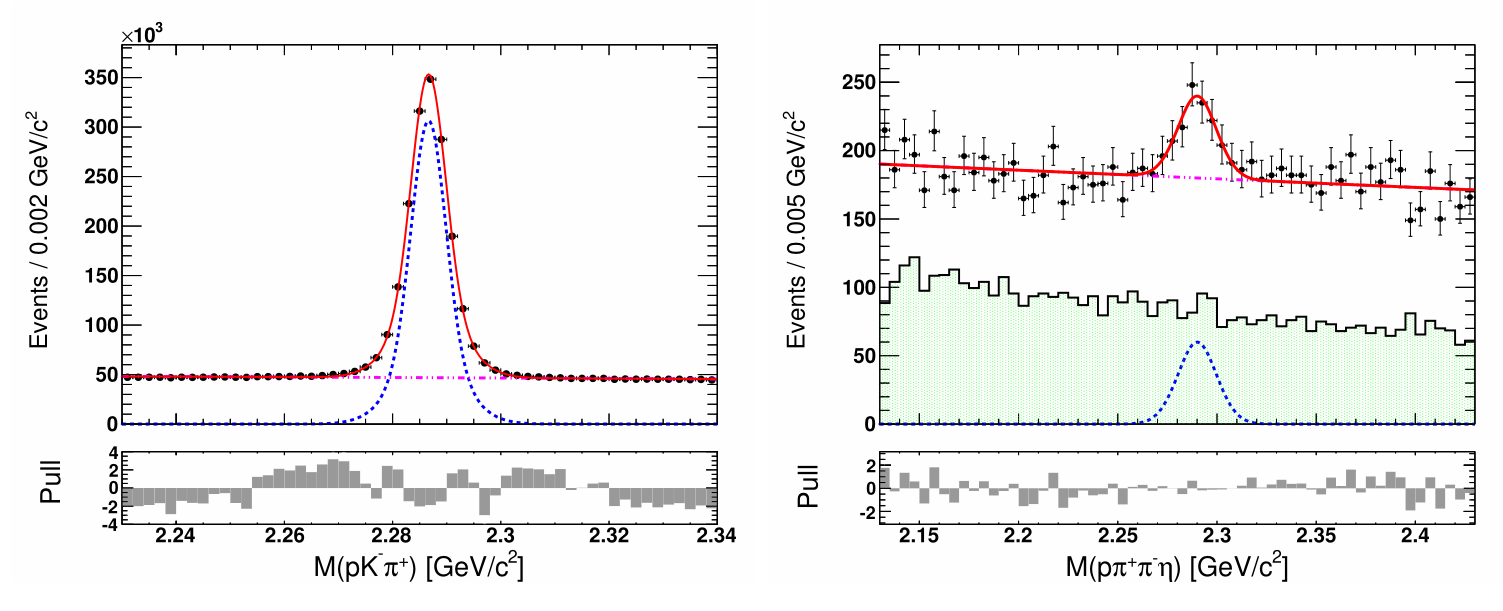 ×10³
350
300
250
200
150
100
50
0
Events / 0.002 GeV/c²
4
2
0
-2
-4
Pull
2.24 2.26 2.28 2.3 2.32 2.34
M(pK⁻π⁺) [GeV/c²]
250
200
150
100
50
0
Events / 0.005 GeV/c²
2
0
-2
Pull
2.15 2.2 2.25 2.3 2.35 2.4
M(pπ⁺π⁻η) [GeV/c²]